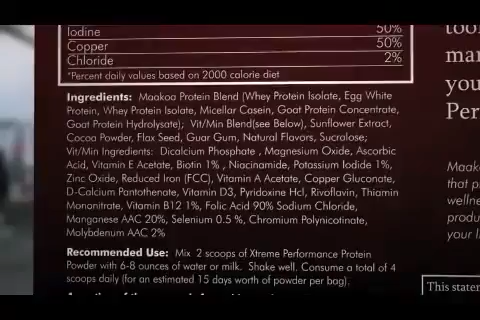 Iodine 50%
Copper 50%
Chloride 2%
*Percent daily values based on 2000 calorie diet
Ingredients: Maakoa Protein Blend (Whey Protein Isolate, Egg White
Protein, Whey Protein Isolate, Micellar Casein, Goat Protein Concentrate,
Goat Protein Hydrolysate); Vit/Min Blend(see Below), Sunflower Extract,
Cocoa Powder, Flax Seed, Guar Gum, Natural Flavors, Sucralose;
Vit/Min Ingredients: Dicalcium Phosphate , Magnesium Oxide, Ascorbic
Acid, Vitamin E Acetate, Biotin 1% , Niacinamide, Potassium Iodide 1%,
Zinc Oxide, Reduced Iron (FCC), Vitamin A Acetate, Copper Gluconate,
D-Calcium Pantothenate, Vitamin D3, Pyridoxine Hcl, Rivoflavin, Thiamin
Mononitrate, Vitamin B12 1%, Folic Acid 90% Sodium Chloride,
Manganese AAC 20%, Selenium 0.5 %, Chromium Polynicotinate,
Molybdenum AAC 2%
Recommended Use: Mix 2 scoops of Xtreme Performance Protein
Powder with 6-8 ounces of water or milk. Shake well. Consume a total of 4
scoops daily (for an estimated 15 days worth of powder per bag).
mar
you
Per
Maako
that p
wellne
produ
your li
This statem